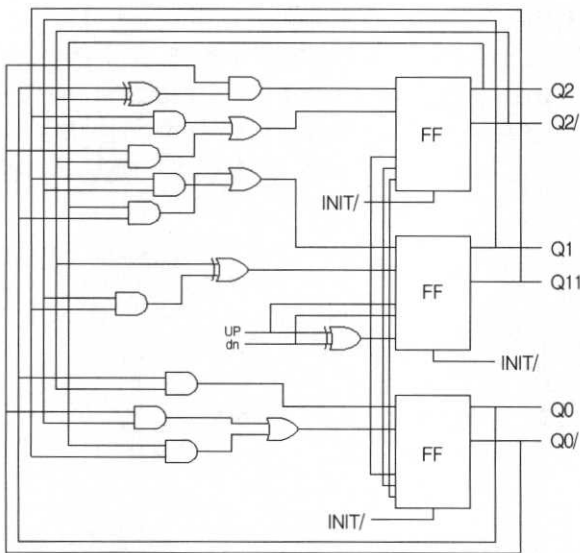 Q2
FF
Q2/
INIT/
Q1
FF
Q11
UP
dn
INIT/
Q0
FF
Q0/
INIT/